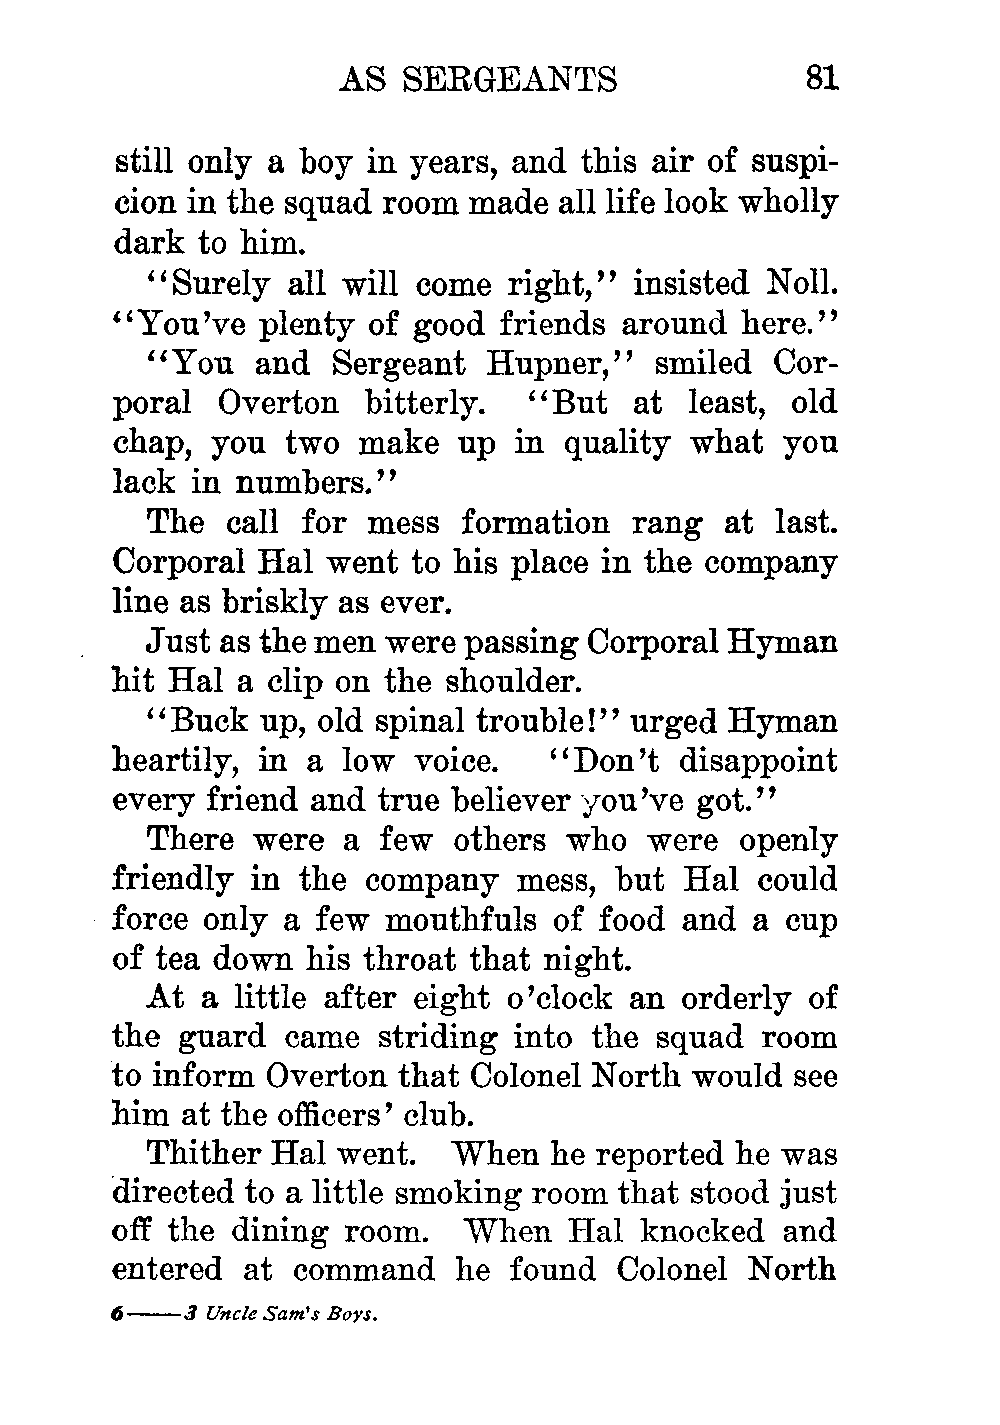 AS SERGEANTS 81
still only a boy in years, and this air of suspi-
cion in the squad room made all life look wholly
dark to him.
“Surely all will come right,” insisted Noll.
“You’ve plenty of good friends around here.”
“You and Sergeant Hupner,” smiled Cor-
poral Overton bitterly. “But at least, old
chap, you two make up in quality what you
lack in numbers.”
The call for mess formation rang at last.
Corporal Hal went to his place in the company
line as briskly as ever.
Just as the men were passing Corporal Hyman
hit Hal a clip on the shoulder.
“Buck up, old spinal trouble!” urged Hyman
heartily, in a low voice. “Don’t disappoint
every friend and true believer you’ve got.”
There were a few others who were openly
friendly in the company mess, but Hal could
force only a few mouthfuls of food and a cup
of tea down his throat that night.
At a little after eight o’clock an orderly of
the guard came striding into the squad room
to inform Overton that Colonel North would see
him at the officers’ club.
Thither Hal went. When he reported he was
directed to a little smoking room that stood just
off the dining room. When Hal knocked and
entered at command he found Colonel North
6——3 Uncle Sam’s Boys.